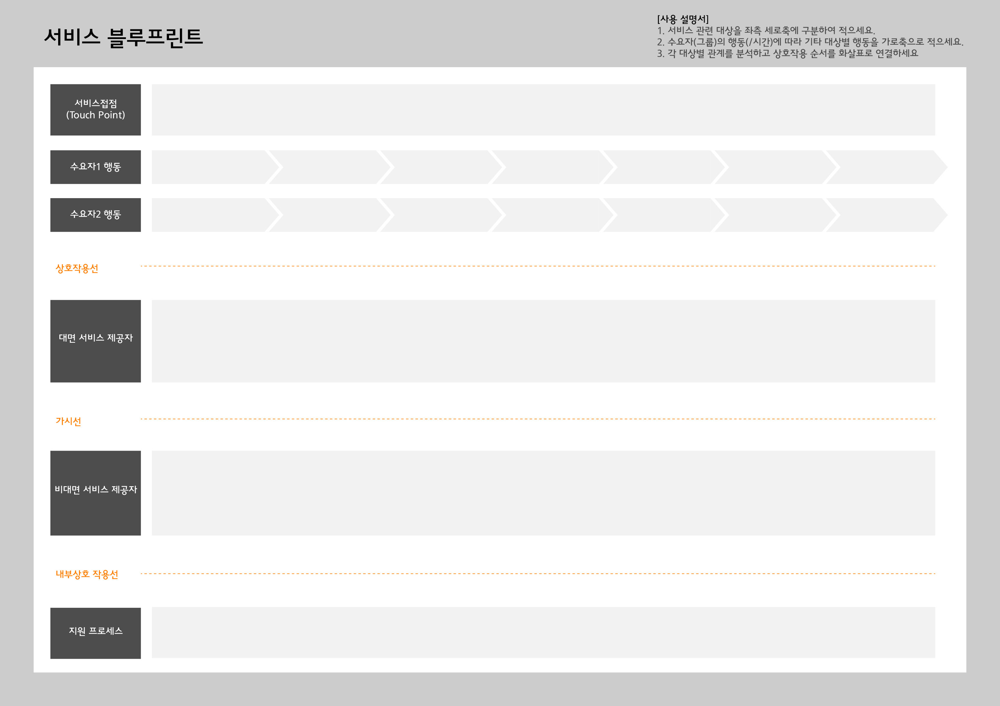 서비스 블루프린트
[사용 설명서]
1. 서비스 관련 대상을 좌측 세로축에 구분하여 적으세요.
2. 수요자(그룹)의 행동(/시간)에따라 기타 대상별 행동을 가로축으로 적으세요.
3. 각 대상별 관계를 분석하고 상호작용 순서를 화살표로 연결하세요
서비스접점
(Touch Point)
수요자1 행동
수요자2 행동
상호작용선
대면 서비스 제공자
가시선
비대면 서비스 제공자
내부상호 작용선
지원 프로세스